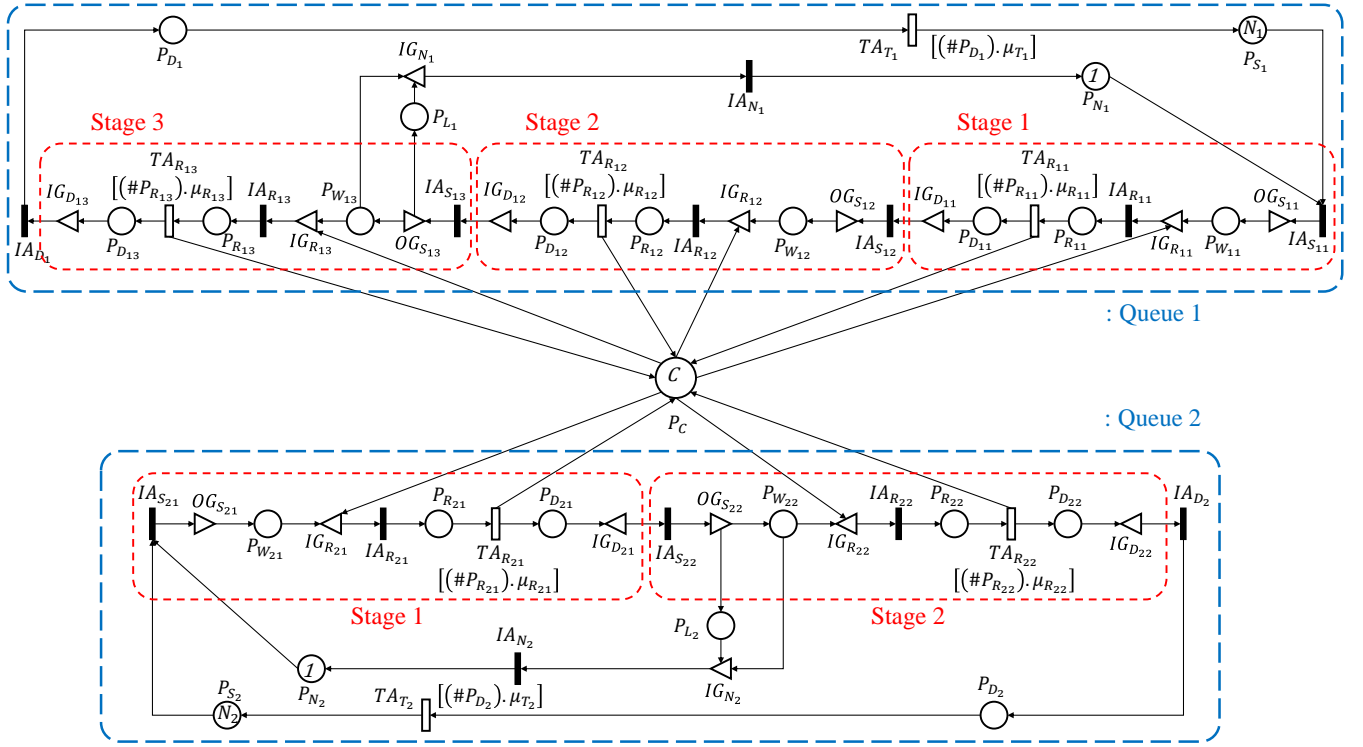 IG_{N_1}
N_1
P_{D_1}
TA_{T_1}
[(#P_{D_1}).μ_{T_1}]
P_{S_1}
1
IA_{N_1}
P_{N_1}
P_{L_1}
Stage 3
Stage 2
Stage 1
TA_{R_{13}}
TA_{R_{12}}
TA_{R_{11}}
IG_{D_{13}}
[(#P_{R_{13}}).μ_{R_{13}}]
IA_{R_{13}}
P_{W_{13}}
IA_{S_{13}}
IG_{D_{12}}
[(#P_{R_{12}}).μ_{R_{12}}]
IG_{R_{12}}
OG_{S_{12}}
IG_{D_{11}}
[(#P_{R_{11}}).μ_{R_{11}}]
IA_{R_{11}}
OG_{S_{11}}
IA_{D_1}
P_{D_{13}}
P_{R_{13}}
IG_{R_{13}}
OG_{S_{13}}
P_{D_{12}}
P_{R_{12}}
IA_{R_{12}}
P_{W_{12}}
IA_{S_{12}}
P_{D_{11}}
P_{R_{11}}
IG_{R_{11}}
P_{W_{11}}
IA_{S_{11}}
: Queue 1
C
P_C
: Queue 2
IA_{S_{21}}
OG_{S_{21}}
P_{R_{21}}
P_{D_{21}}
OG_{S_{22}}
P_{W_{22}}
IA_{R_{22}}
P_{R_{22}}
P_{D_{22}}
IA_{D_2}
P_{W_{21}}
IG_{R_{21}}
IA_{R_{21}}
TA_{R_{21}}
IG_{D_{21}}
IA_{S_{22}}
IG_{R_{22}}
TA_{R_{22}}
IG_{D_{22}}
[(#P_{R_{21}}).μ_{R_{21}}]
[(#P_{R_{22}}).μ_{R_{22}}]
Stage 1
Stage 2
P_{L_2}
IA_{N_2}
1
P_{N_2}
IG_{N_2}
P_{S_2}
TA_{T_2}
[(#P_{D_2}).μ_{T_2}]
P_{D_2}
N_2